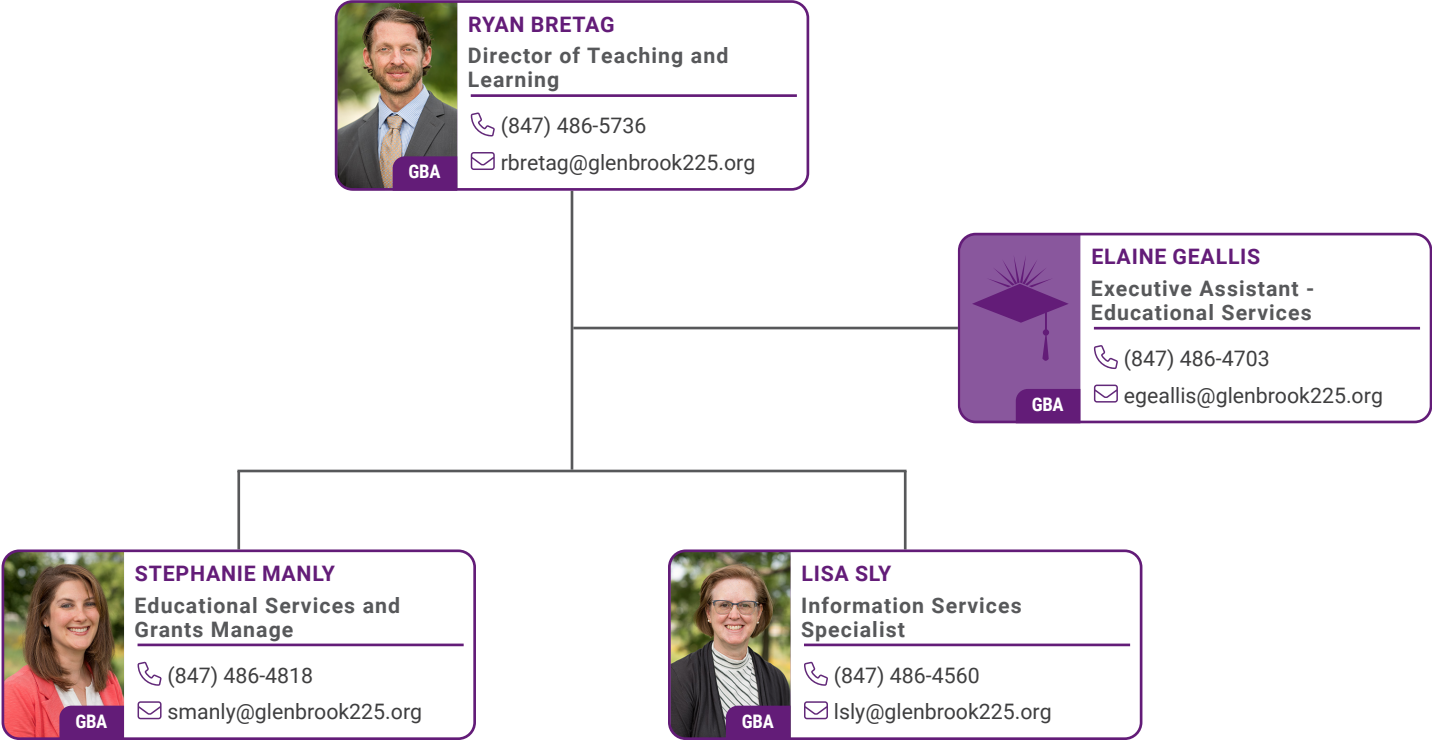 RYAN BRETAG
Director of Teaching and
Learning
(847) 486-5736
rbretag@glenbrook225.org
GBA
ELAINE GEALLIS
Executive Assistant -
Educational Services
(847) 486-4703
egeallis@glenbrook225.org
GBA
STEPHANIE MANLY
Educational Services and
Grants Manage
(847) 486-4818
smanly@glenbrook225.org
GBA
LISA SLY
Information Services
Specialist
(847) 486-4560
lsly@glenbrook225.org
GBA